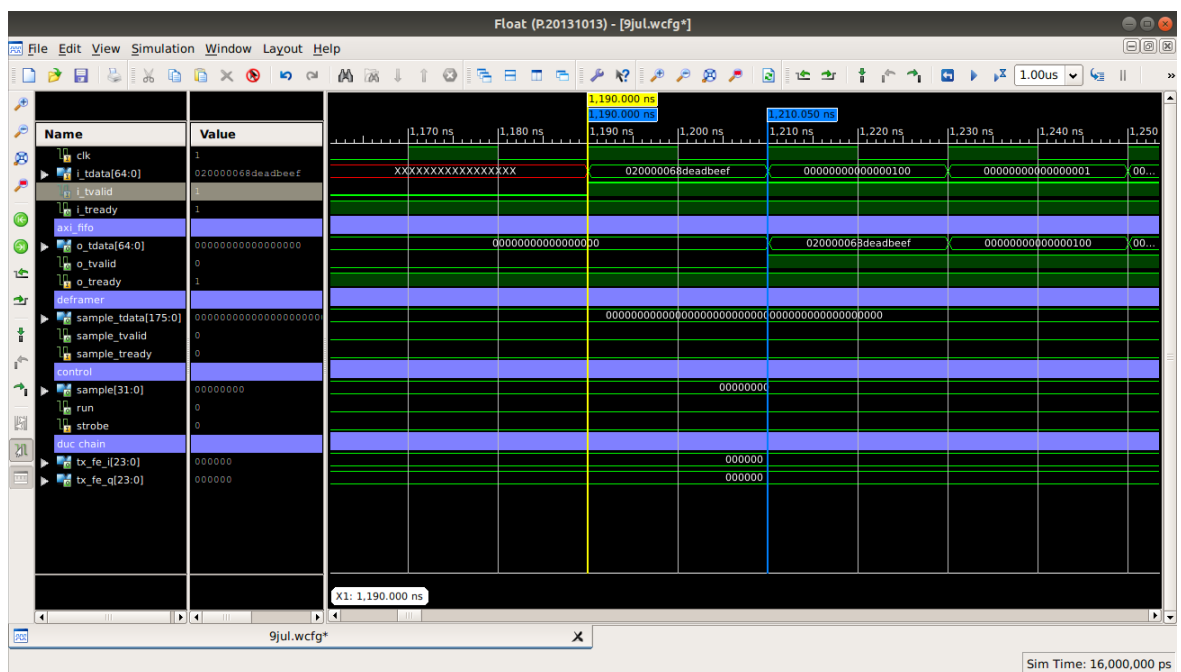 Float (P.20131013) - [9jul.wcfg*]
File Edit View Simulation Window Layout Help
1.00us
»
1,190.000 ns
1,190.000 ns 1,210.050 ns
Name Value 1,170 ns 1,180 ns 1,190 ns 1,200 ns 1,210 ns 1,220 ns 1,230 ns 1,240 ns 1,250
clk 1
i_tdata[64:0] 020000068deadbeef XXXXXXXXXXXXXXXXX 020000068deadbeef 00000000000000100 00000000000000001 00...
i_tvalid 1
i_tready 1
axi_fifo
o_tdata[64:0] 00000000000000000 00000000000000000 020000068deadbeef 00000000000000100 00...
o_tvalid 0
o_tready 1
deframer
sample_tdata[175:0] 00000000000000000000 00000000000000000000000000000000000000000000
sample_tvalid 0
sample_tready 0
control
sample[31:0] 00000000 00000000
run 0
strobe 0
duc chain
tx_fe_i[23:0] 000000 000000
tx_fe_q[23:0] 000000 000000
X1: 1,190.000 ns
9jul.wcfg*
Sim Time: 16,000,000 ps